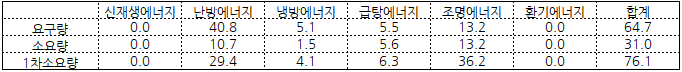 신재생에너지 난방에너지 냉방에너지 급탕에너지 조명에너지 환기에너지 합계
요구량 0.0 40.8 5.1 5.5 13.2 0.0 64.7
소요량 0.0 10.7 1.5 5.6 13.2 0.0 31.0
1차소요량 0.0 29.4 4.1 6.3 36.2 0.0 76.1